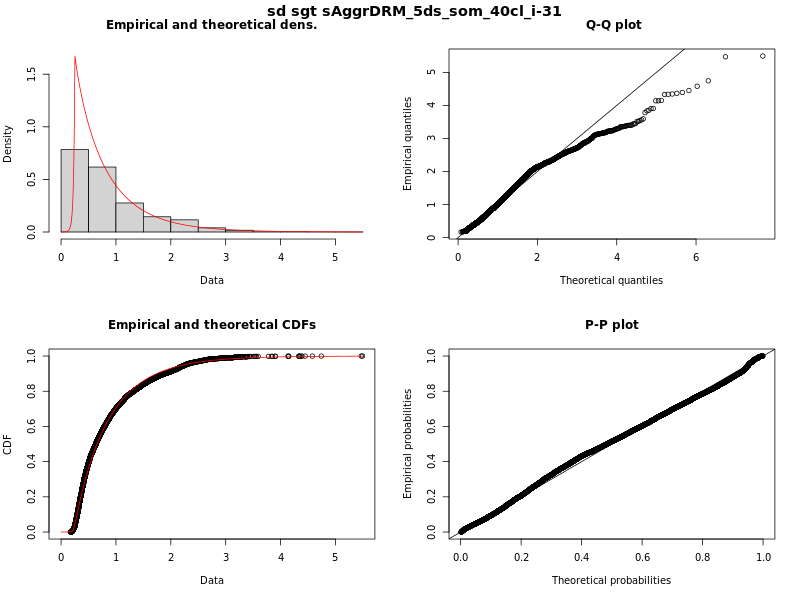 sd sgt sAggrDRM_5ds_som_40cl_i-31
Empirical and theoretical dens.
Density
0.0 0.5 1.0 1.5
0 1 2 3 4 5
Data
Q-Q plot
Empirical quantiles
0 1 2 3 4 5
0 2 4 6
Theoretical quantiles
Empirical and theoretical CDFs
CDF
0.0 0.2 0.4 0.6 0.8 1.0
0 1 2 3 4 5
Data
P-P plot
Empirical probabilities
0.0 0.2 0.4 0.6 0.8 1.0
0.0 0.2 0.4 0.6 0.8 1.0
Theoretical probabilities